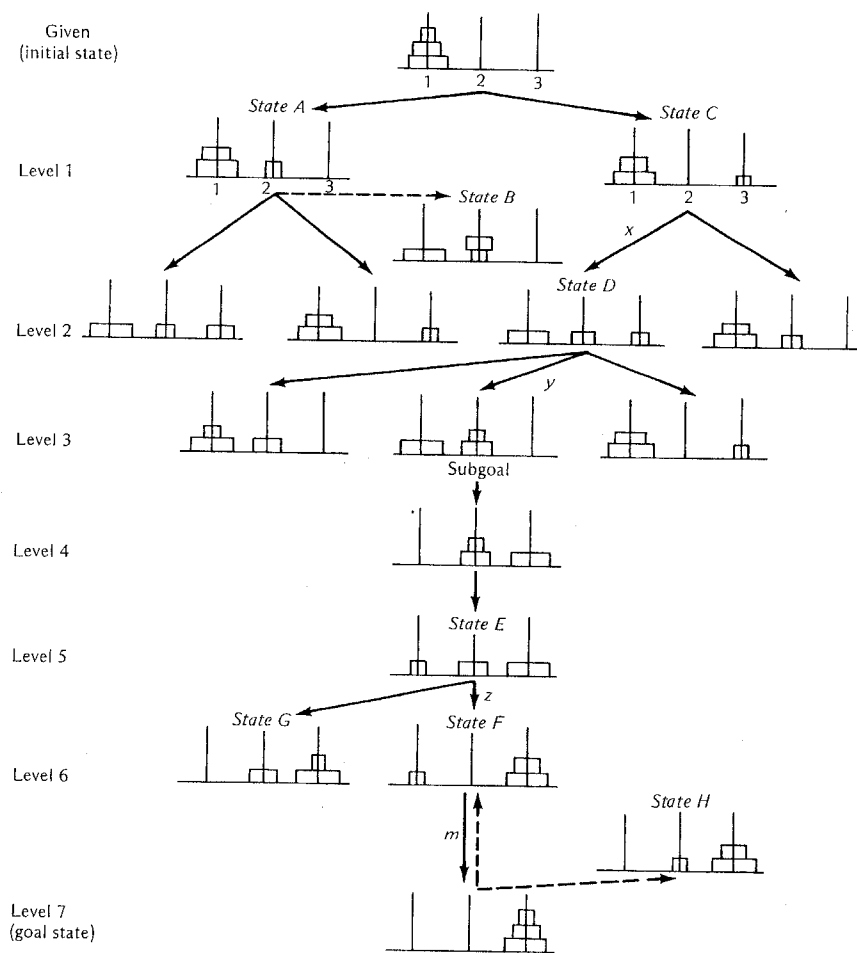 Given
(initial state)
1 2 3
State A
State C
Level 1
1 2 3
1 2 3
State B
x
State D
Level 2
y
Level 3
Subgoal
Level 4
State E
Level 5
z
State G
State F
Level 6
State H
m
Level 7
(goal state)